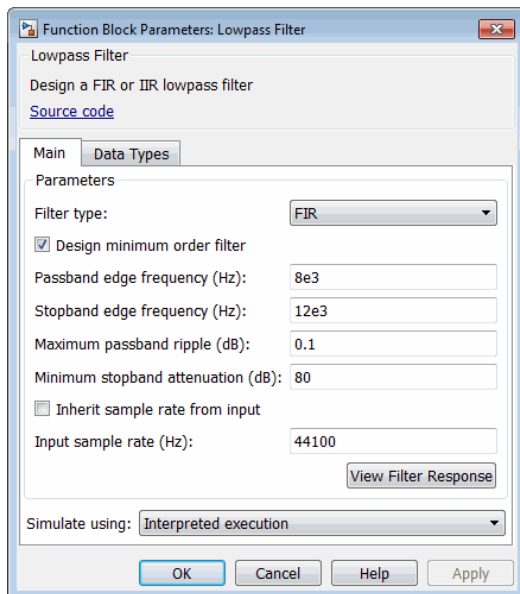 Function Block Parameters: Lowpass Filter
Lowpass Filter
Design a FIR or IIR lowpass filter
Source code
Main Data Types
Parameters
Filter type: FIR
Design minimum order filter
Passband edge frequency (Hz): 8e3
Stopband edge frequency (Hz): 12e3
Maximum passband ripple (dB): 0.1
Minimum stopband attenuation (dB): 80
Inherit sample rate from input
Input sample rate (Hz): 44100
View Filter Response
Simulate using: Interpreted execution
OK Cancel Help Apply